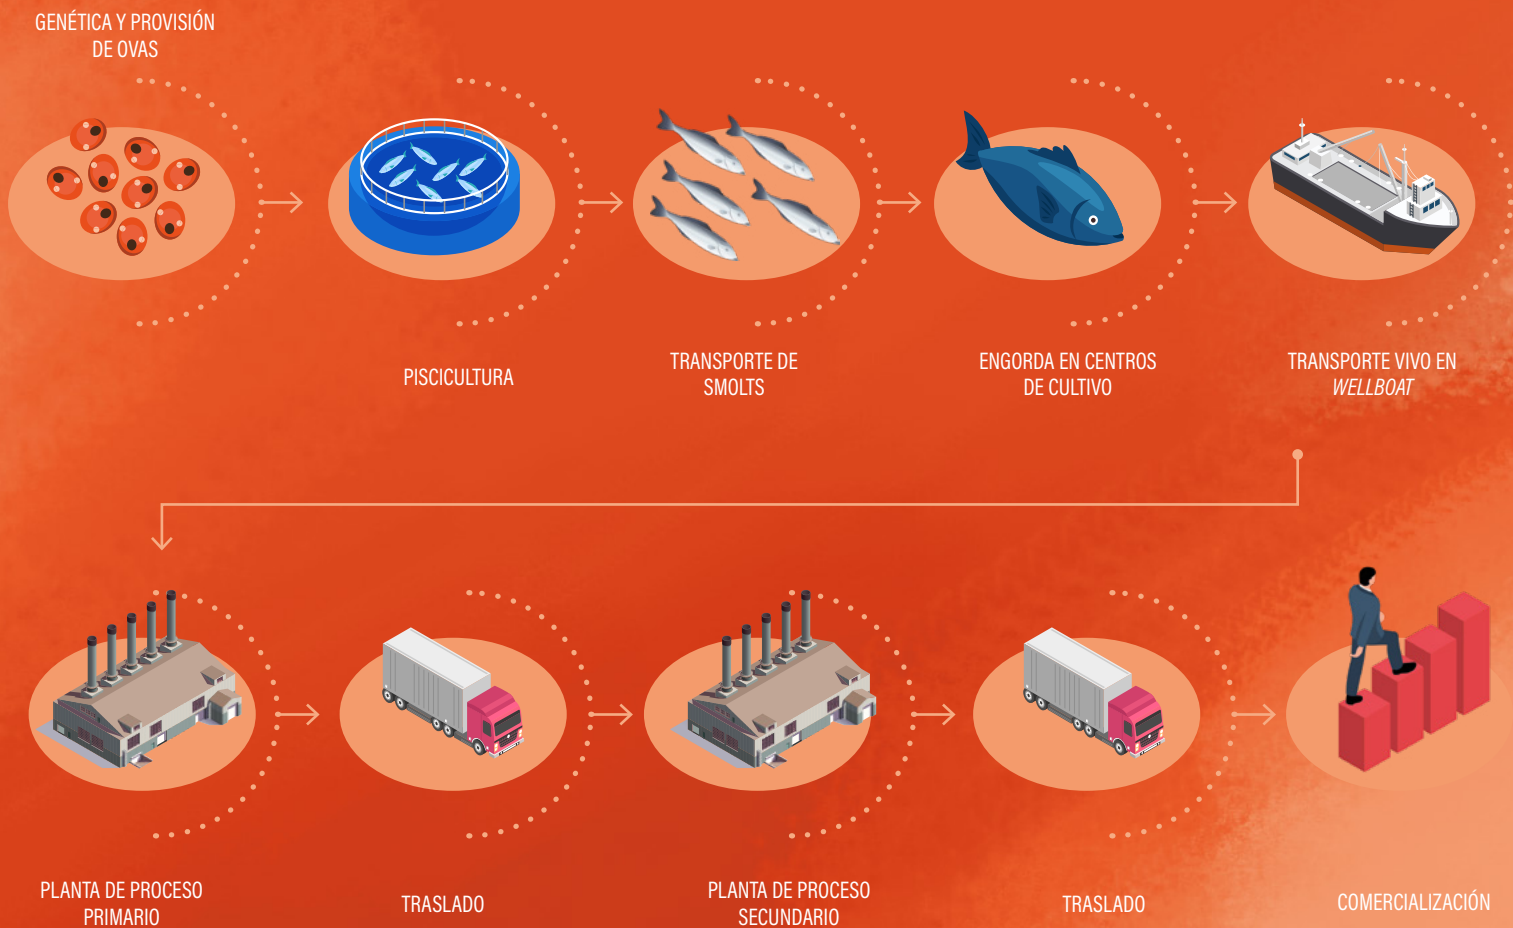 GENÉTICA Y PROVISIÓN
DE OVAS
PISCICULTURA
TRANSPORTE DE
SMOLTS
ENGORDA EN CENTROS
DE CULTIVO
TRANSPORTE VIVO EN
WELLBOAT
PLANTA DE PROCESO
PRIMARIO
TRASLADO
PLANTA DE PROCESO
SECUNDARIO
TRASLADO
COMERCIALIZACIÓN